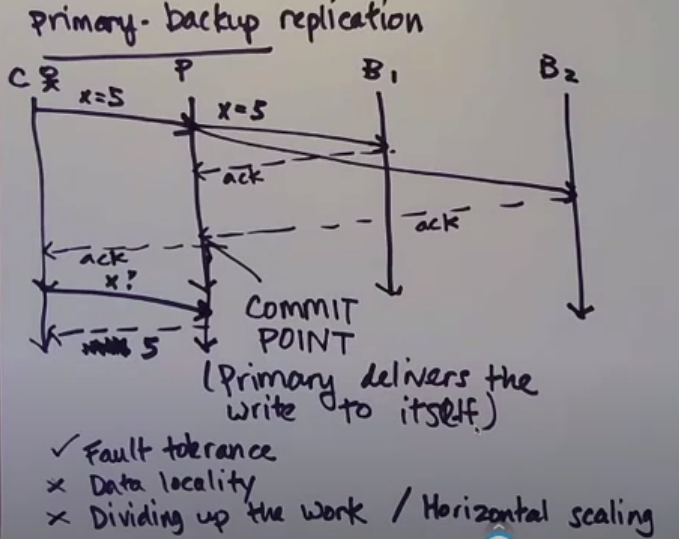 primary-backup replication
C P B1 B2
x=5 x=5
ack
ack
ack
x?
COMMIT
POINT
5
(Primary delivers the
write to itself.)
✓ Fault tolerance
× Data locality
× Dividing up the work / Horizontal scaling